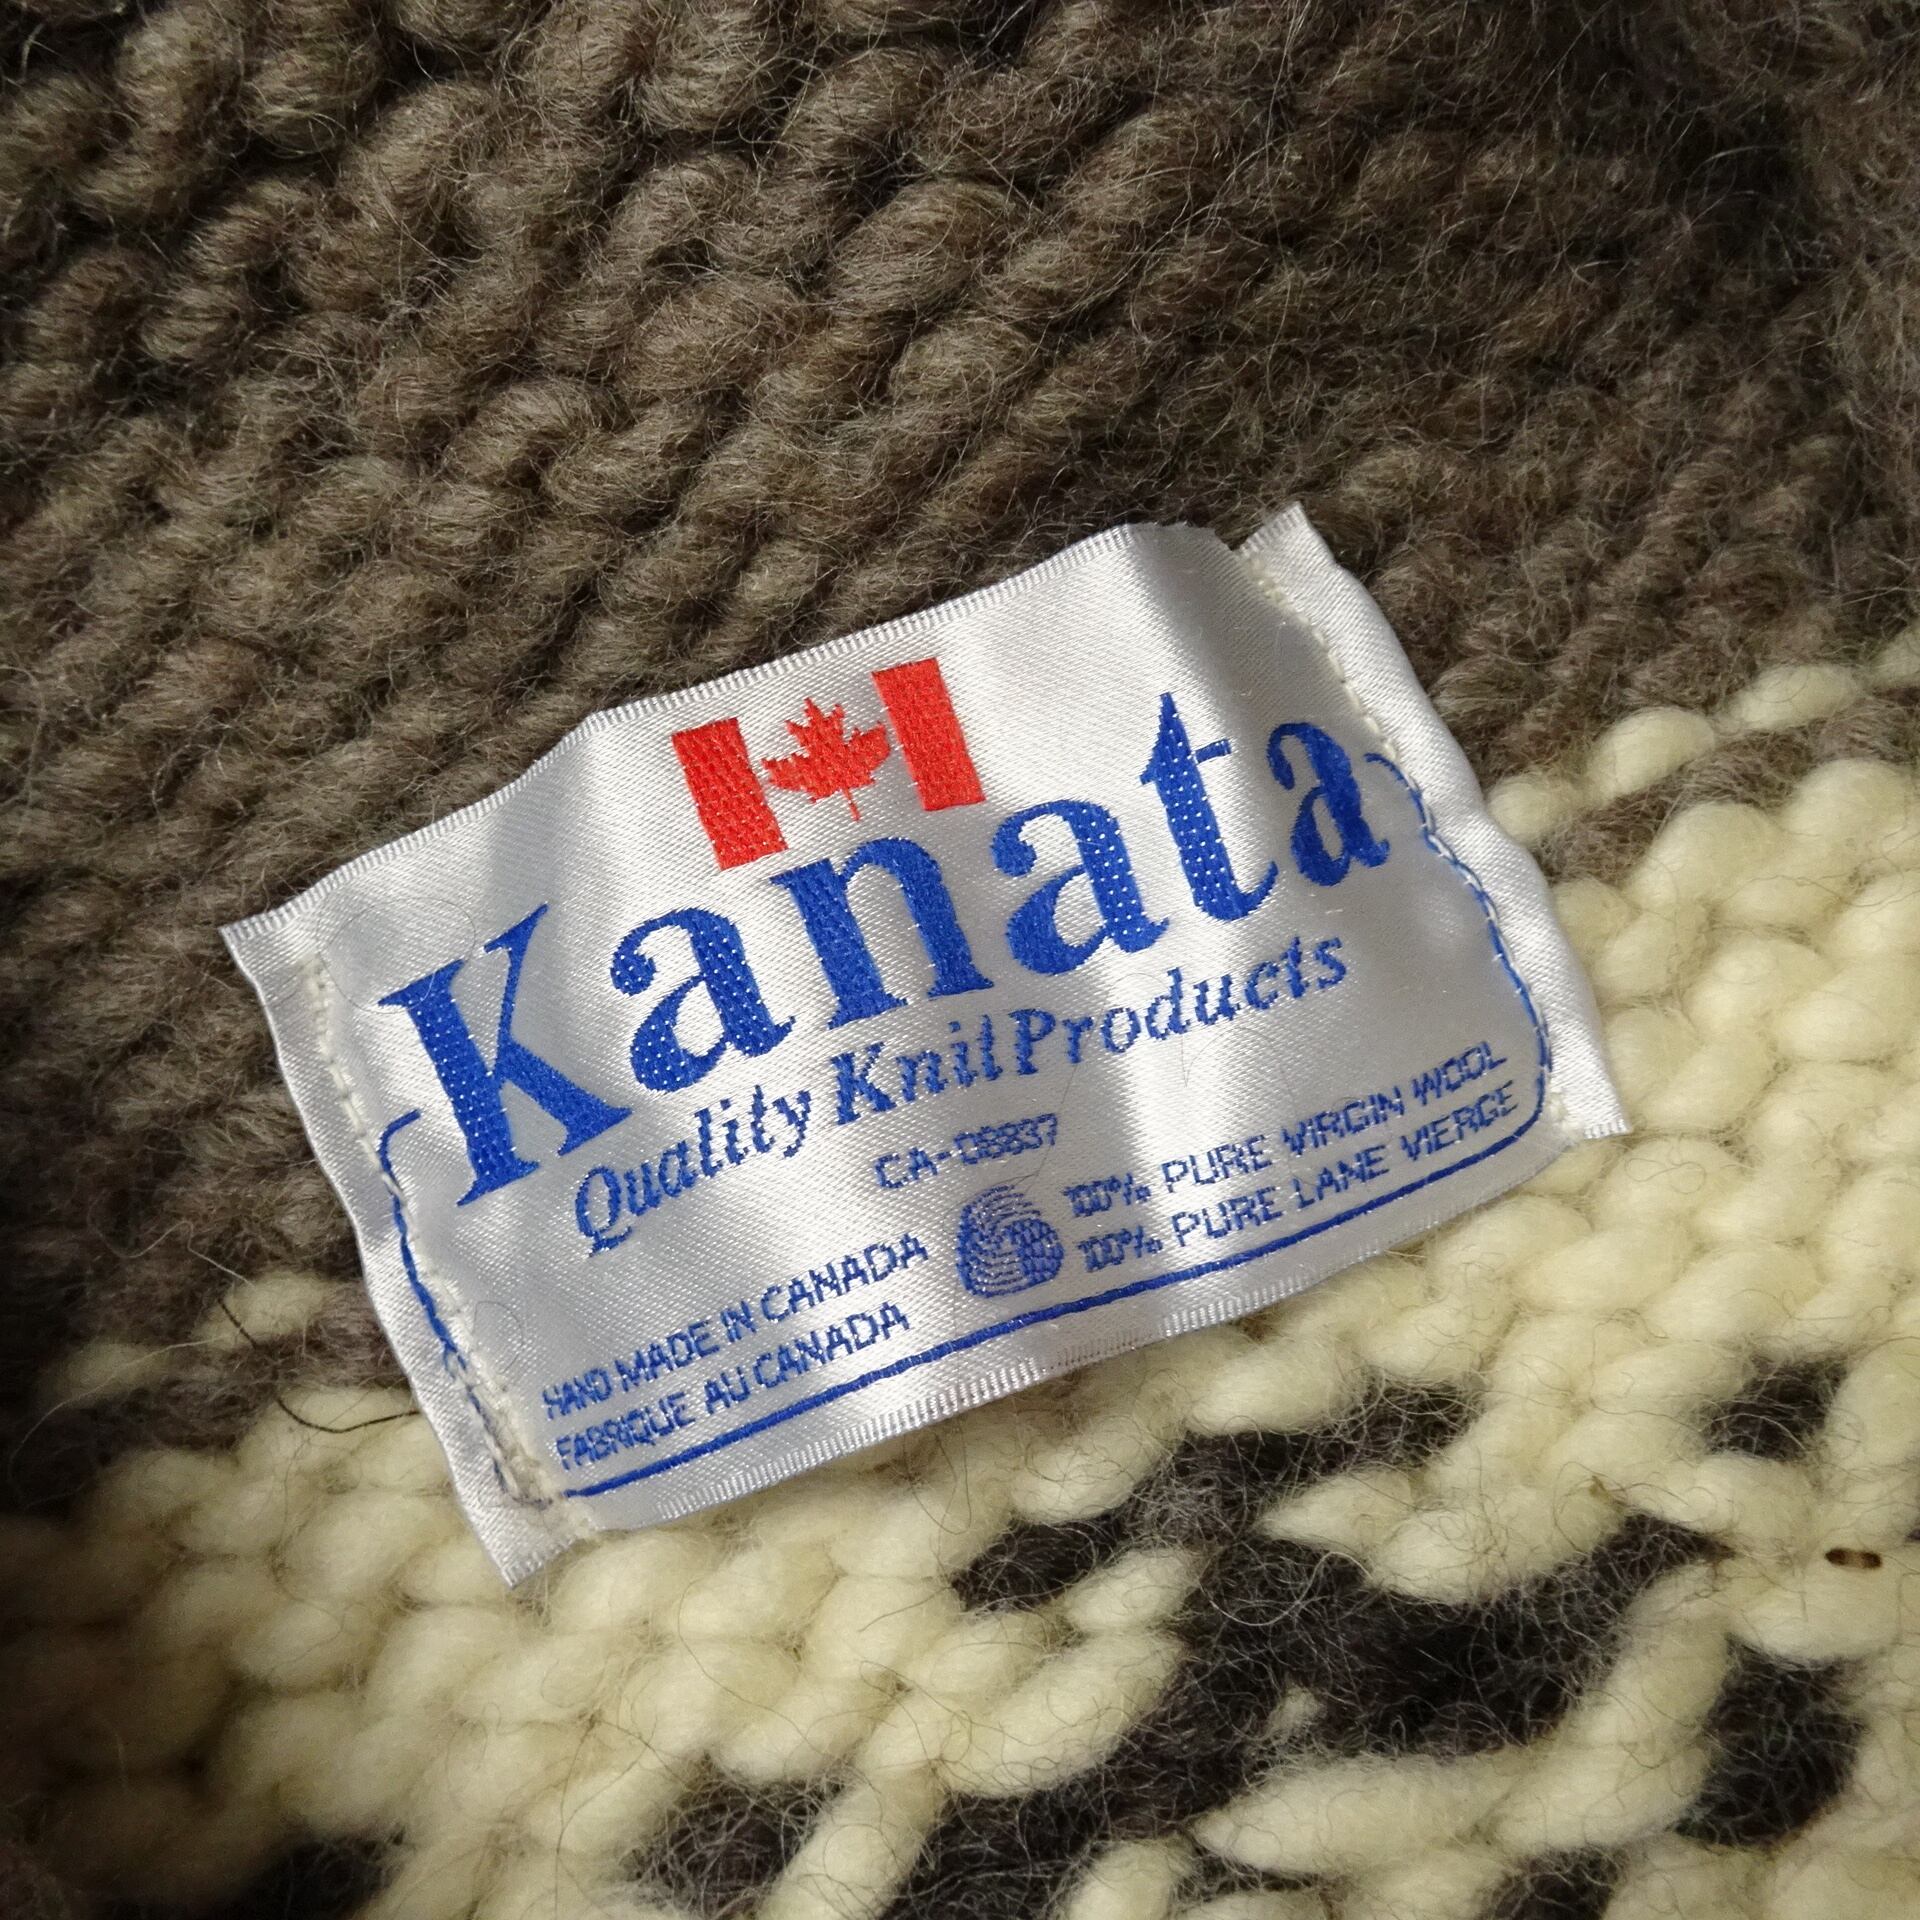 Kanata
Quality Knit Products
CA-08837
HAND MADE IN CANADA
FABRIQUE AU CANADA
100% PURE VIRGIN WOOL
100% PURE LANE VIERGE